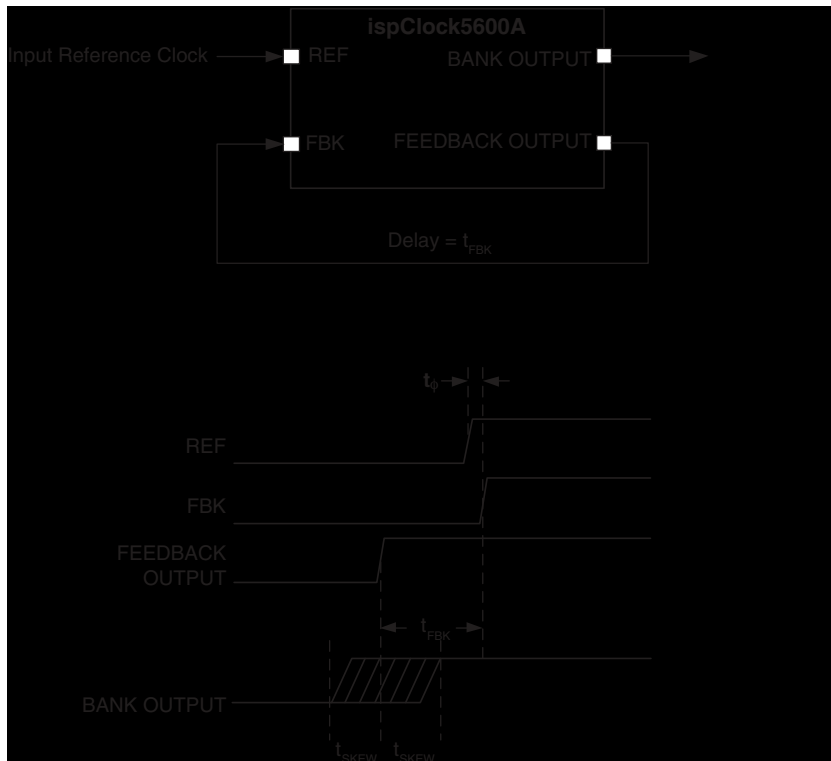 ispClock5600A
Input Reference Clock
REF
BANK OUTPUT
FBK
FEEDBACK OUTPUT
Delay = tFBK
tϕ
REF
FBK
FEEDBACK
OUTPUT
tFBK
BANK OUTPUT
tSKEW tSKEW